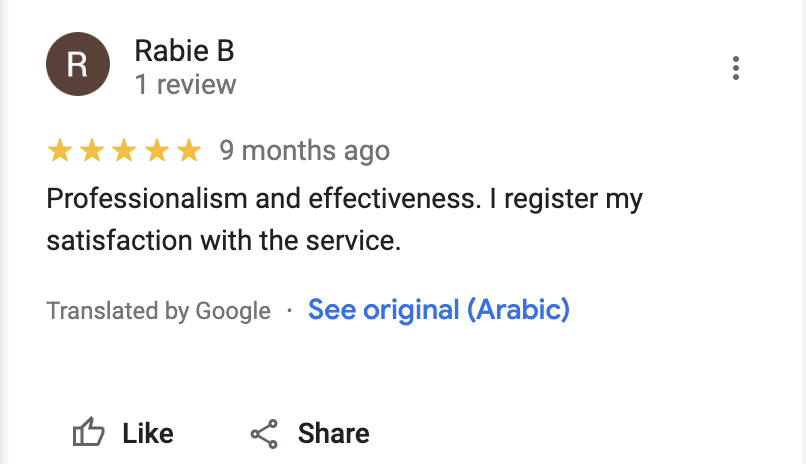 R
Rabie B
1 review
9 months ago
Professionalism and effectiveness. I register my
satisfaction with the service.
Translated by Google · See original (Arabic)
Like Share